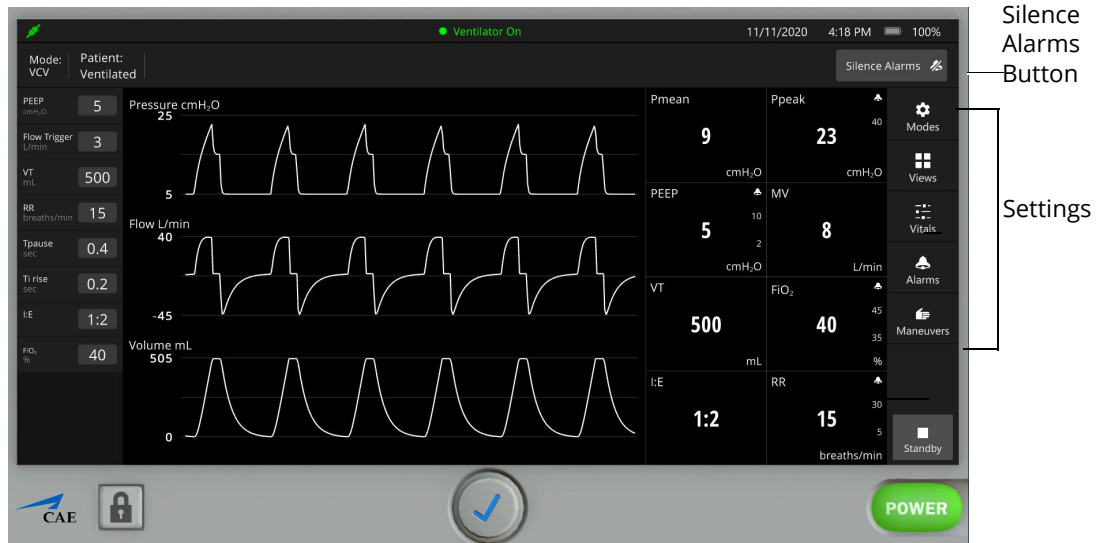 Silence
Alarms
Button
Ventilator On
11/11/2020 4:18 PM 100%
Mode:
VCV
Patient:
Ventilated
Silence Alarms
PEEP
cmH₂O
5
Flow Trigger
L/min
3
VT
mL
500
RR
breaths/min
15
Tpause
sec
0.4
Ti rise
sec
0.2
I:E
1:2
FiO₂
%
40
Pressure cmH₂O
25
5
Flow L/min
40
-45
Volume mL
505
0
Pmean
9
cmH₂O
Ppeak
40
23
cmH₂O
PEEP
10
5
2
cmH₂O
MV
8
L/min
VT
500
mL
FiO₂
45
40
35
%
I:E
1:2
RR
30
15
5
breaths/min
Modes
Views
Vitals
Alarms
Maneuvers
Standby
Settings
CAE
POWER